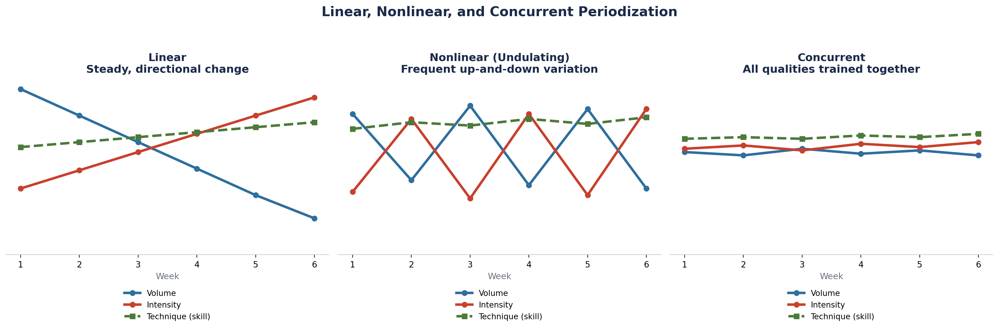 Linear, Nonlinear, and Concurrent Periodization
Linear
Steady, directional change
1 2 3 4 5 6
Week
Volume
Intensity
Technique (skill)
Nonlinear (Undulating)
Frequent up-and-down variation
1 2 3 4 5 6
Week
Volume
Intensity
Technique (skill)
Concurrent
All qualities trained together
1 2 3 4 5 6
Week
Volume
Intensity
Technique (skill)